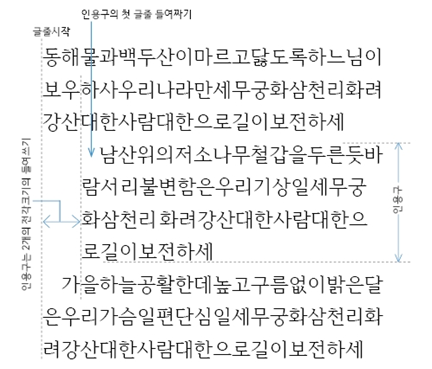 인용구의 첫 글줄 들여짜기
글줄시작
동해물과백두산이마르고닳도록하느님이
보우하사우리나라만세무궁화삼천리화려
강산대한사람대한으로길이보전하세
남산위의저소나무철갑을두른듯바
람서리불변함은우리기상일세무궁
화삼천리화려강산대한사람대한으
로길이보전하세
가을하늘공활한데높고구름없이밝은달
은우리가슴일편단심일세무궁화삼천리화
려강산대한사람대한으로길이보전하세
인용구는 2개의 전각크기의 들여쓰기
인용구